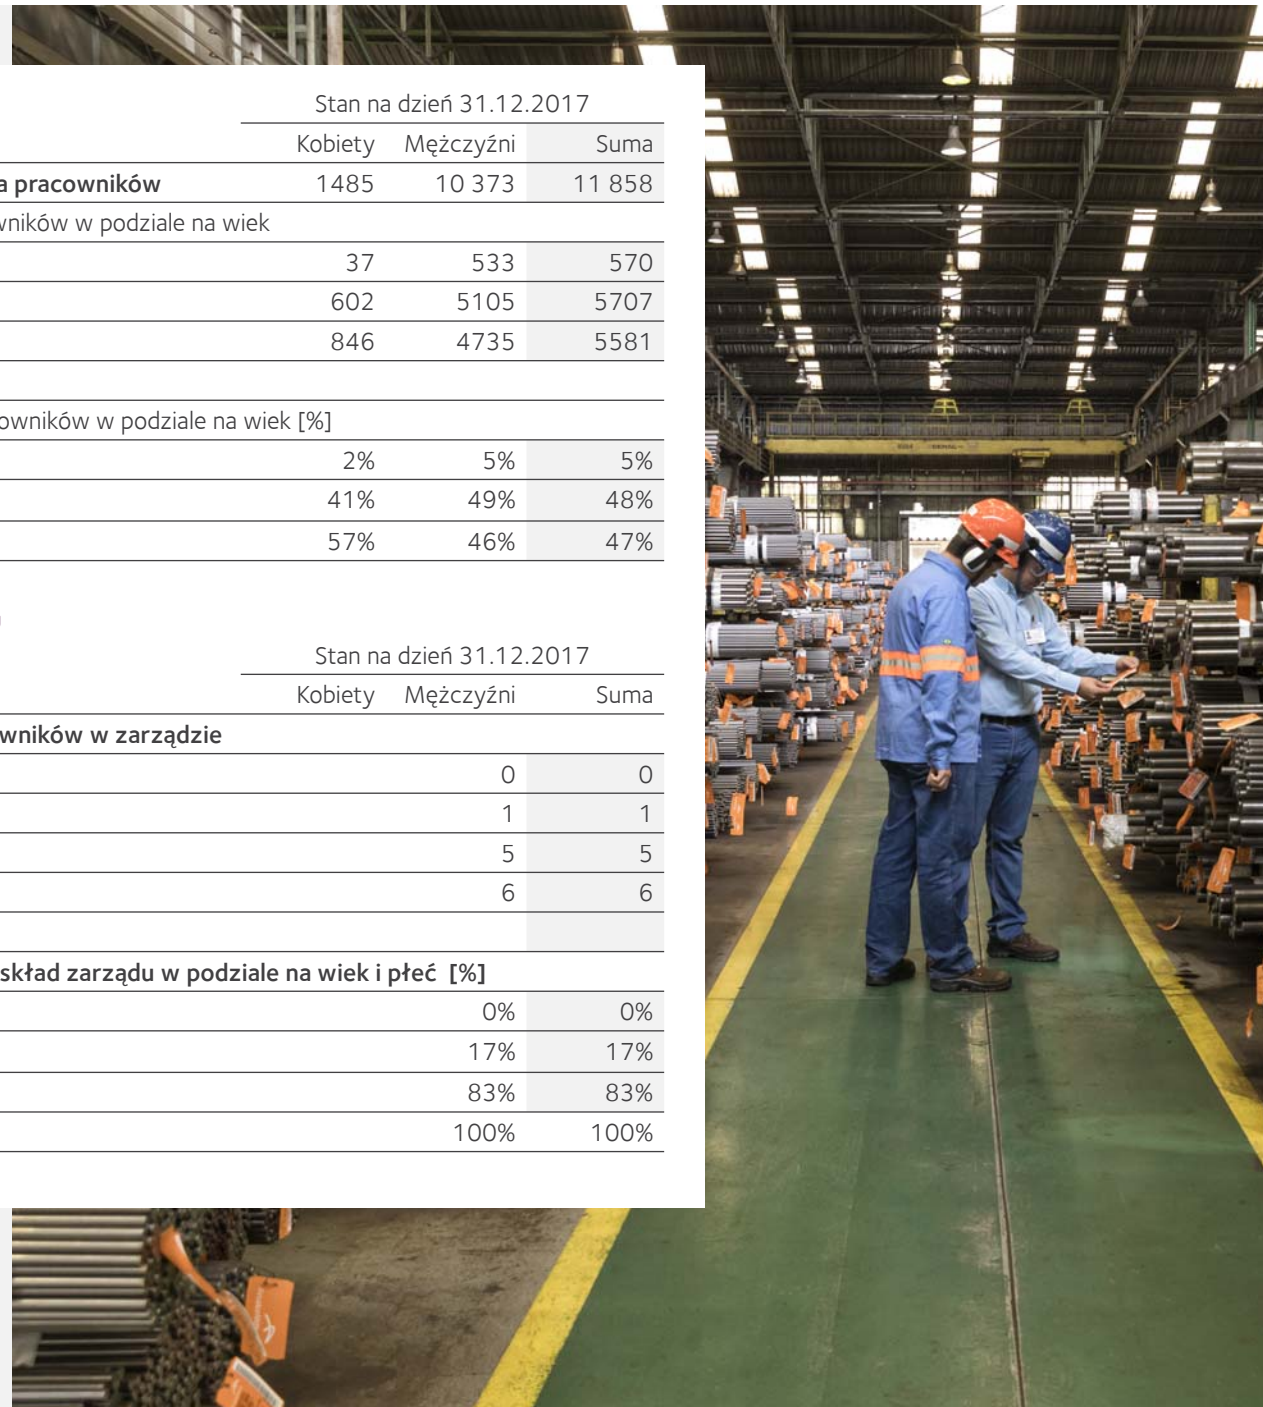 Stan na dzień 31.12.2017
Kobiety Mężczyźni Suma
a pracowników 1485 10 373 11 858
wników w podziale na wiek
37 533 570
602 5105 5707
846 4735 5581
owników w podziale na wiek [%]
2% 5% 5%
41% 49% 48%
57% 46% 47%
Stan na dzień 31.12.2017
Kobiety Mężczyźni Suma
wników w zarządzie
0 0
1 1
5 5
6 6
skład zarządu w podziale na wiek i płeć [%]
0% 0%
17% 17%
83% 83%
100% 100%